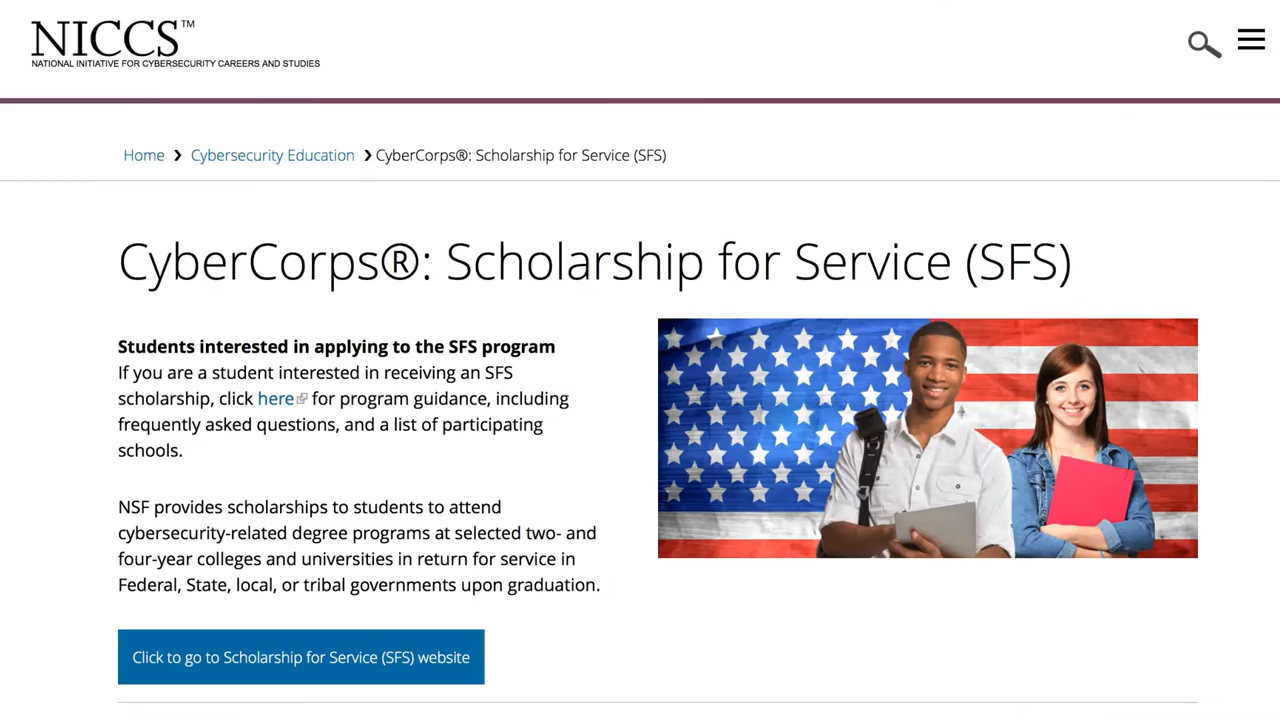 NICCS™
NATIONAL INITIATIVE FOR CYBERSECURITY CAREERS AND STUDIES
Home ❯ Cybersecurity Education ❯ CyberCorps®: Scholarship for Service (SFS)
CyberCorps®: Scholarship for Service (SFS)
Students interested in applying to the SFS program
If you are a student interested in receiving an SFS
scholarship, click here for program guidance, including
frequently asked questions, and a list of participating
schools.
NSF provides scholarships to students to attend
cybersecurity-related degree programs at selected two- and
four-year colleges and universities in return for service in
Federal, State, local, or tribal governments upon graduation.
Click to go to Scholarship for Service (SFS) website